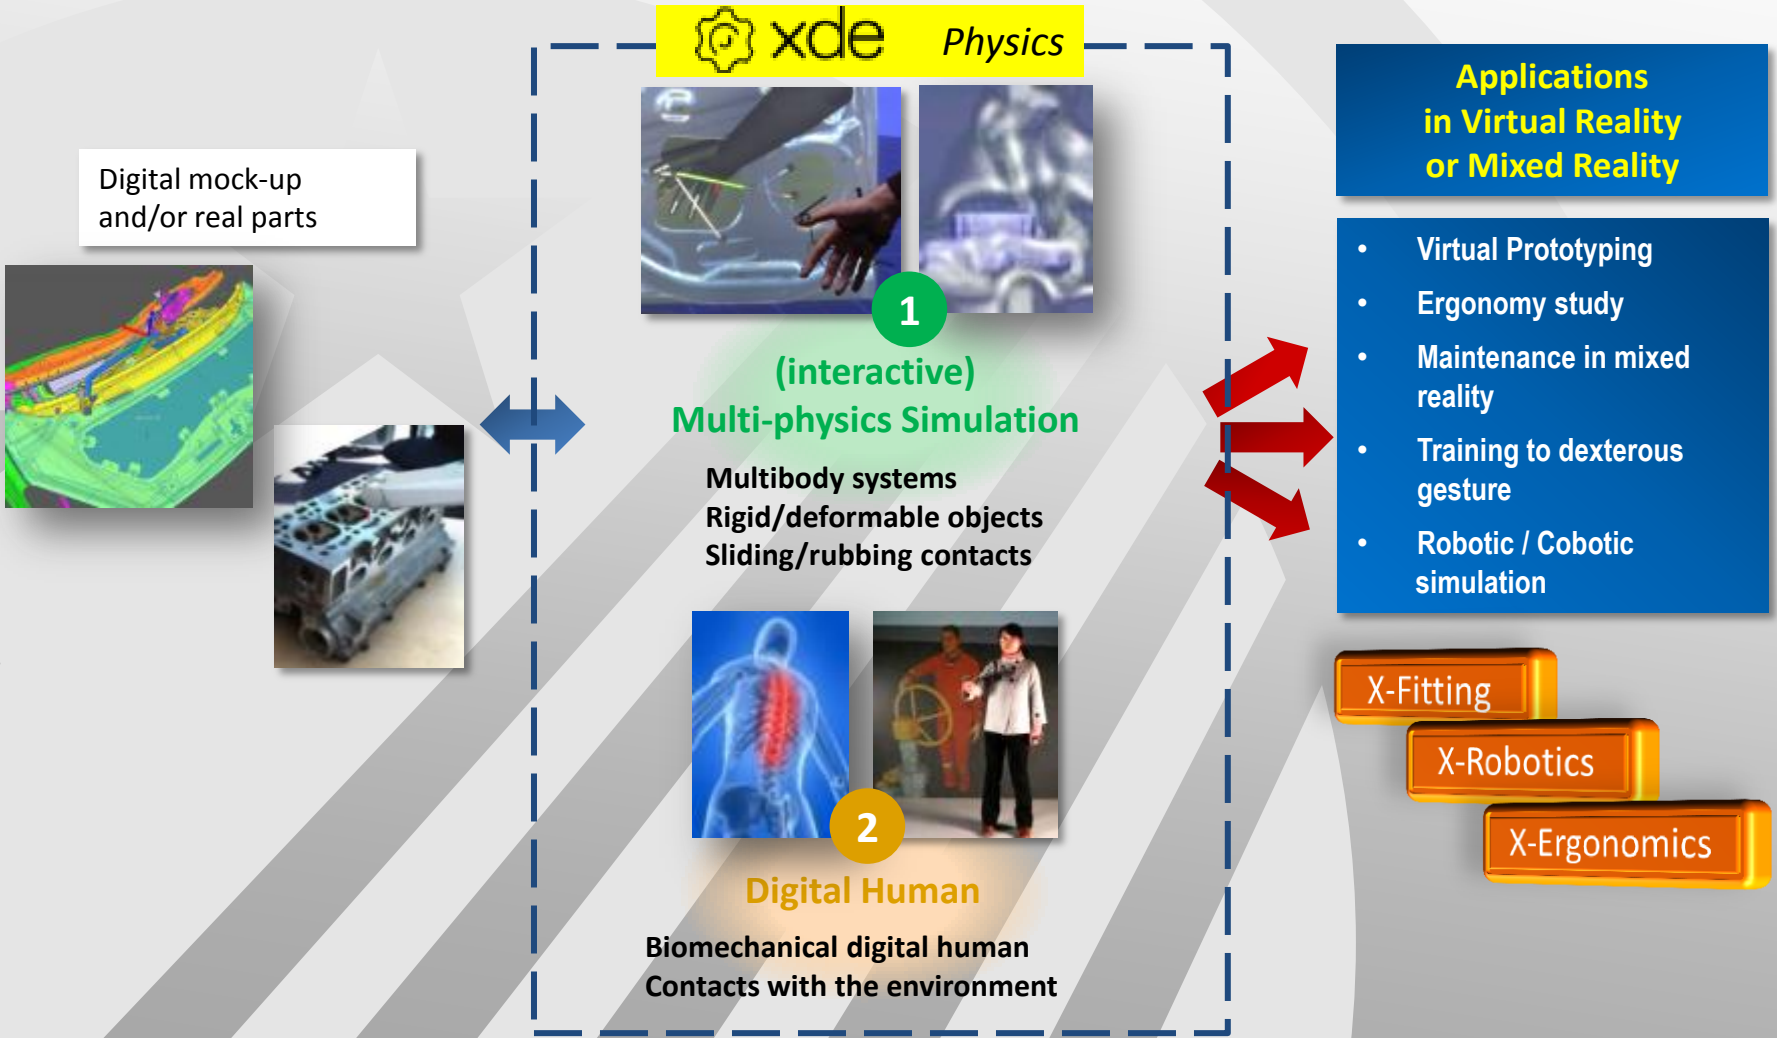 xde Physics
Digital mock-up
and/or real parts
1
(interactive)
Multi-physics Simulation
Multibody systems
Rigid/deformable objects
Sliding/rubbing contacts
2
Digital Human
Biomechanical digital human
Contacts with the environment
Applications
in Virtual Reality
or Mixed Reality
• Virtual Prototyping
• Ergonomy study
• Maintenance in mixed
reality
• Training to dexterous
gesture
• Robotic / Cobotic
simulation
X-Fitting
X-Robotics
X-Ergonomics